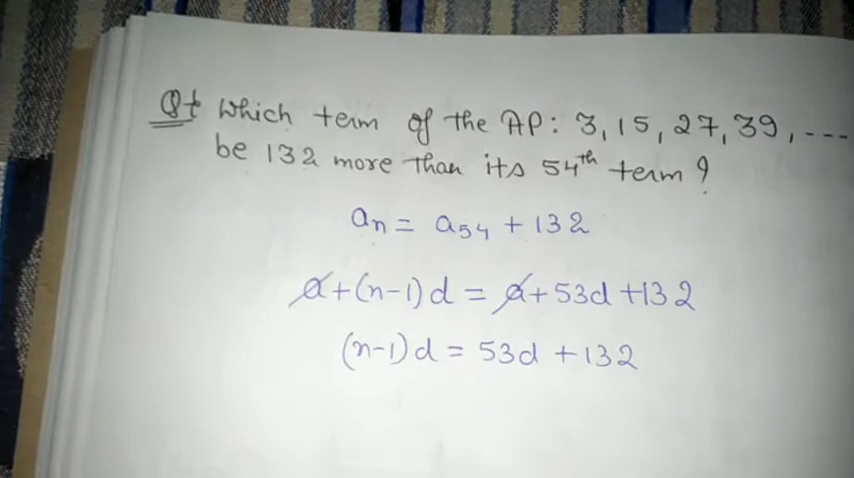 Qt Which term of the AP: 3, 15, 27, 39, ---
be 132 more than its 54th term?
an = a54 + 132
a+(n-1)d = a+53d+132
(n-1)d = 53d +132